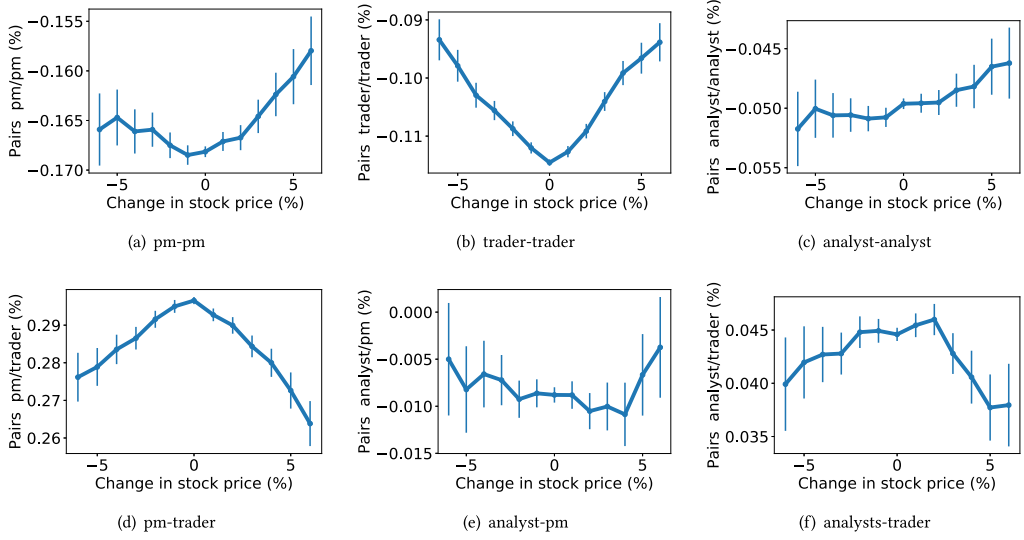 Pairs pm/pm (%)
−0.155
−0.160
−0.165
−0.170
−5
0
5
Change in stock price (%)
(a) pm-pm
Pairs trader/trader (%)
−0.09
−0.10
−0.11
−5
0
5
Change in stock price (%)
(b) trader-trader
Pairs analyst/analyst (%)
−0.045
−0.050
−0.055
−5
0
5
Change in stock price (%)
(c) analyst-analyst
Pairs pm/trader (%)
0.29
0.28
0.27
0.26
−5
0
5
Change in stock price (%)
(d) pm-trader
Pairs analyst/pm (%)
0.000
−0.005
−0.010
−0.015
−5
0
5
Change in stock price (%)
(e) analyst-pm
Pairs analyst/trader (%)
0.045
0.040
0.035
−5
0
5
Change in stock price (%)
(f) analysts-trader